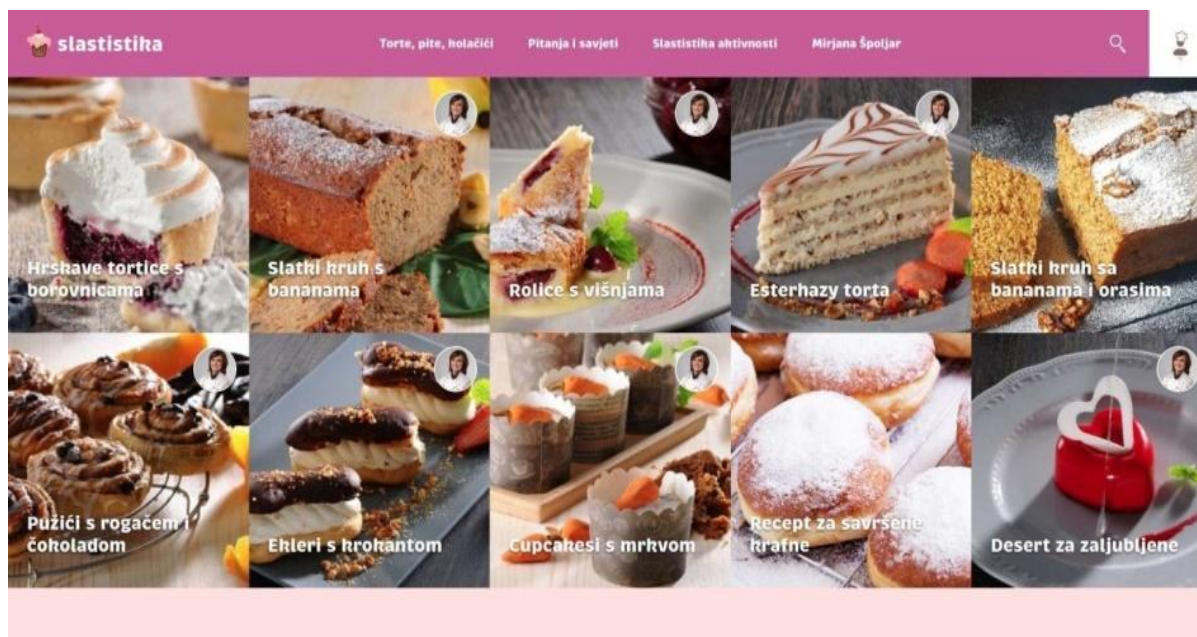 slastistika
Torte, pite, kolačići
Pitanja i savjeti
Slastistika aktivnosti
Mirjana Špoljar
Hrskave tortice s
borovnicama
Slatki kruh s
bananama
Rolice s višnjama
Esterhazy torta
Slatki kruh sa
bananama i orasima
Pužići s rogačem i
čokoladom
Ekleri s krokantom
Cupcakesi s mrkvom
Recept za savršene
krafne
Desert za zaljubljene